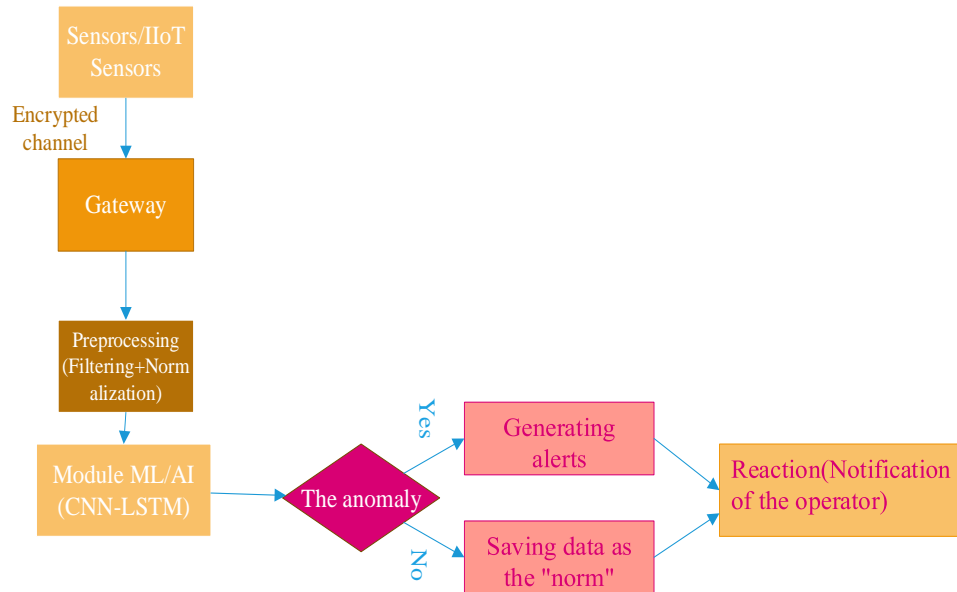 Sensors/IIoT
Sensors
Encrypted
channel
Gateway
Preprocessing
(Filtering+Norm
alization)
Module ML/AI
(CNN-LSTM)
The anomaly
Yes
No
Generating
alerts
Saving data as
the "norm"
Reaction(Notification
of the operator)